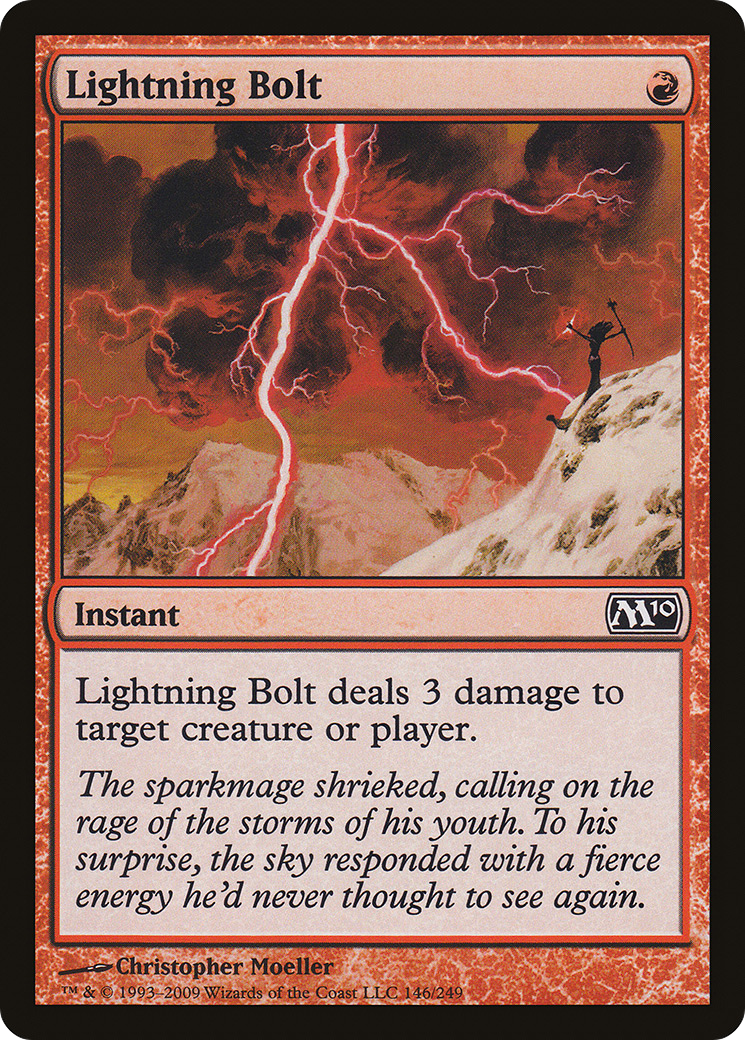 Lightning Bolt
Instant
M10
Lightning Bolt deals 3 damage to
target creature or player.
The sparkmage shrieked, calling on the
rage of the storms of his youth. To his
surprise, the sky responded with a fierce
energy he'd never thought to see again.
Christopher Moeller
™ & © 1993–2009 Wizards of the Coast LLC 146/249